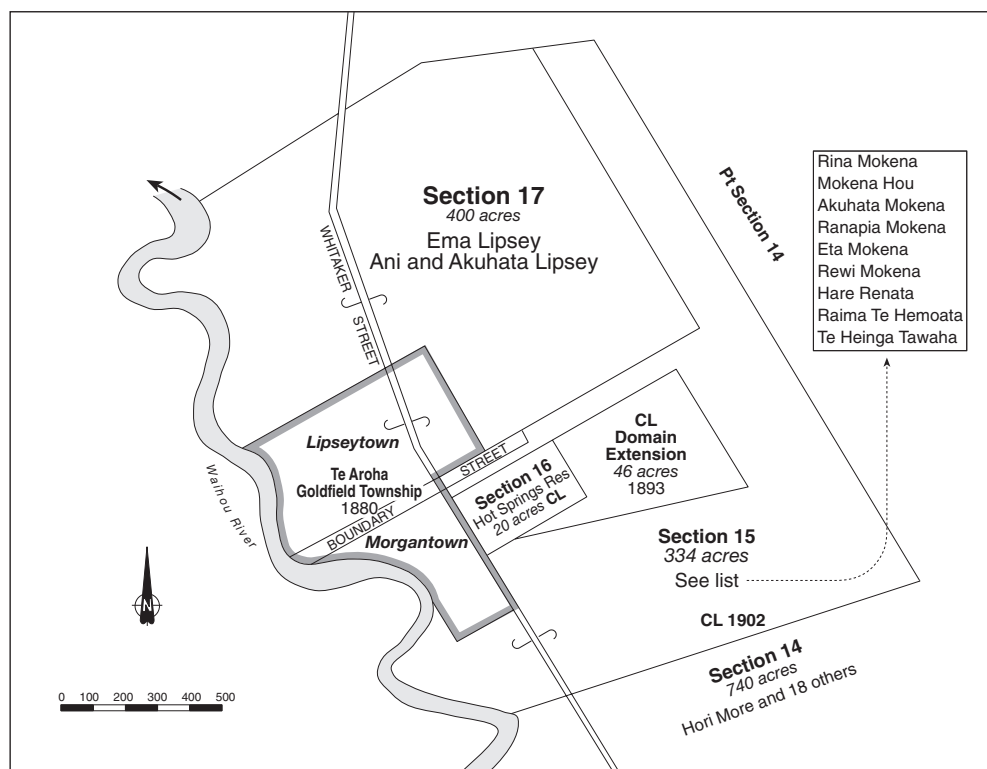 Section 17
400 acres
Ema Lipsey
Ani and Akuhata Lipsey
WHITAKER
STREET
Pt Section 14
Rina Mokena
Mokena Hou
Akuhata Mokena
Ranapia Mokena
Eta Mokena
Rewi Mokena
Hare Renata
Raima Te Hemoata
Te Heinga Tawaha
Lipseytown
Te Aroha
Goldfield Township
1880
BOUNDARY
STREET
Morgantown
Waihou River
Section 16
Hot Springs Res
20 acres CL
CL
Domain
Extension
46 acres
1893
Section 15
334 acres
See list
CL 1902
Section 14
740 acres
Hori More and 18 others
N
0 100 200 300 400 500